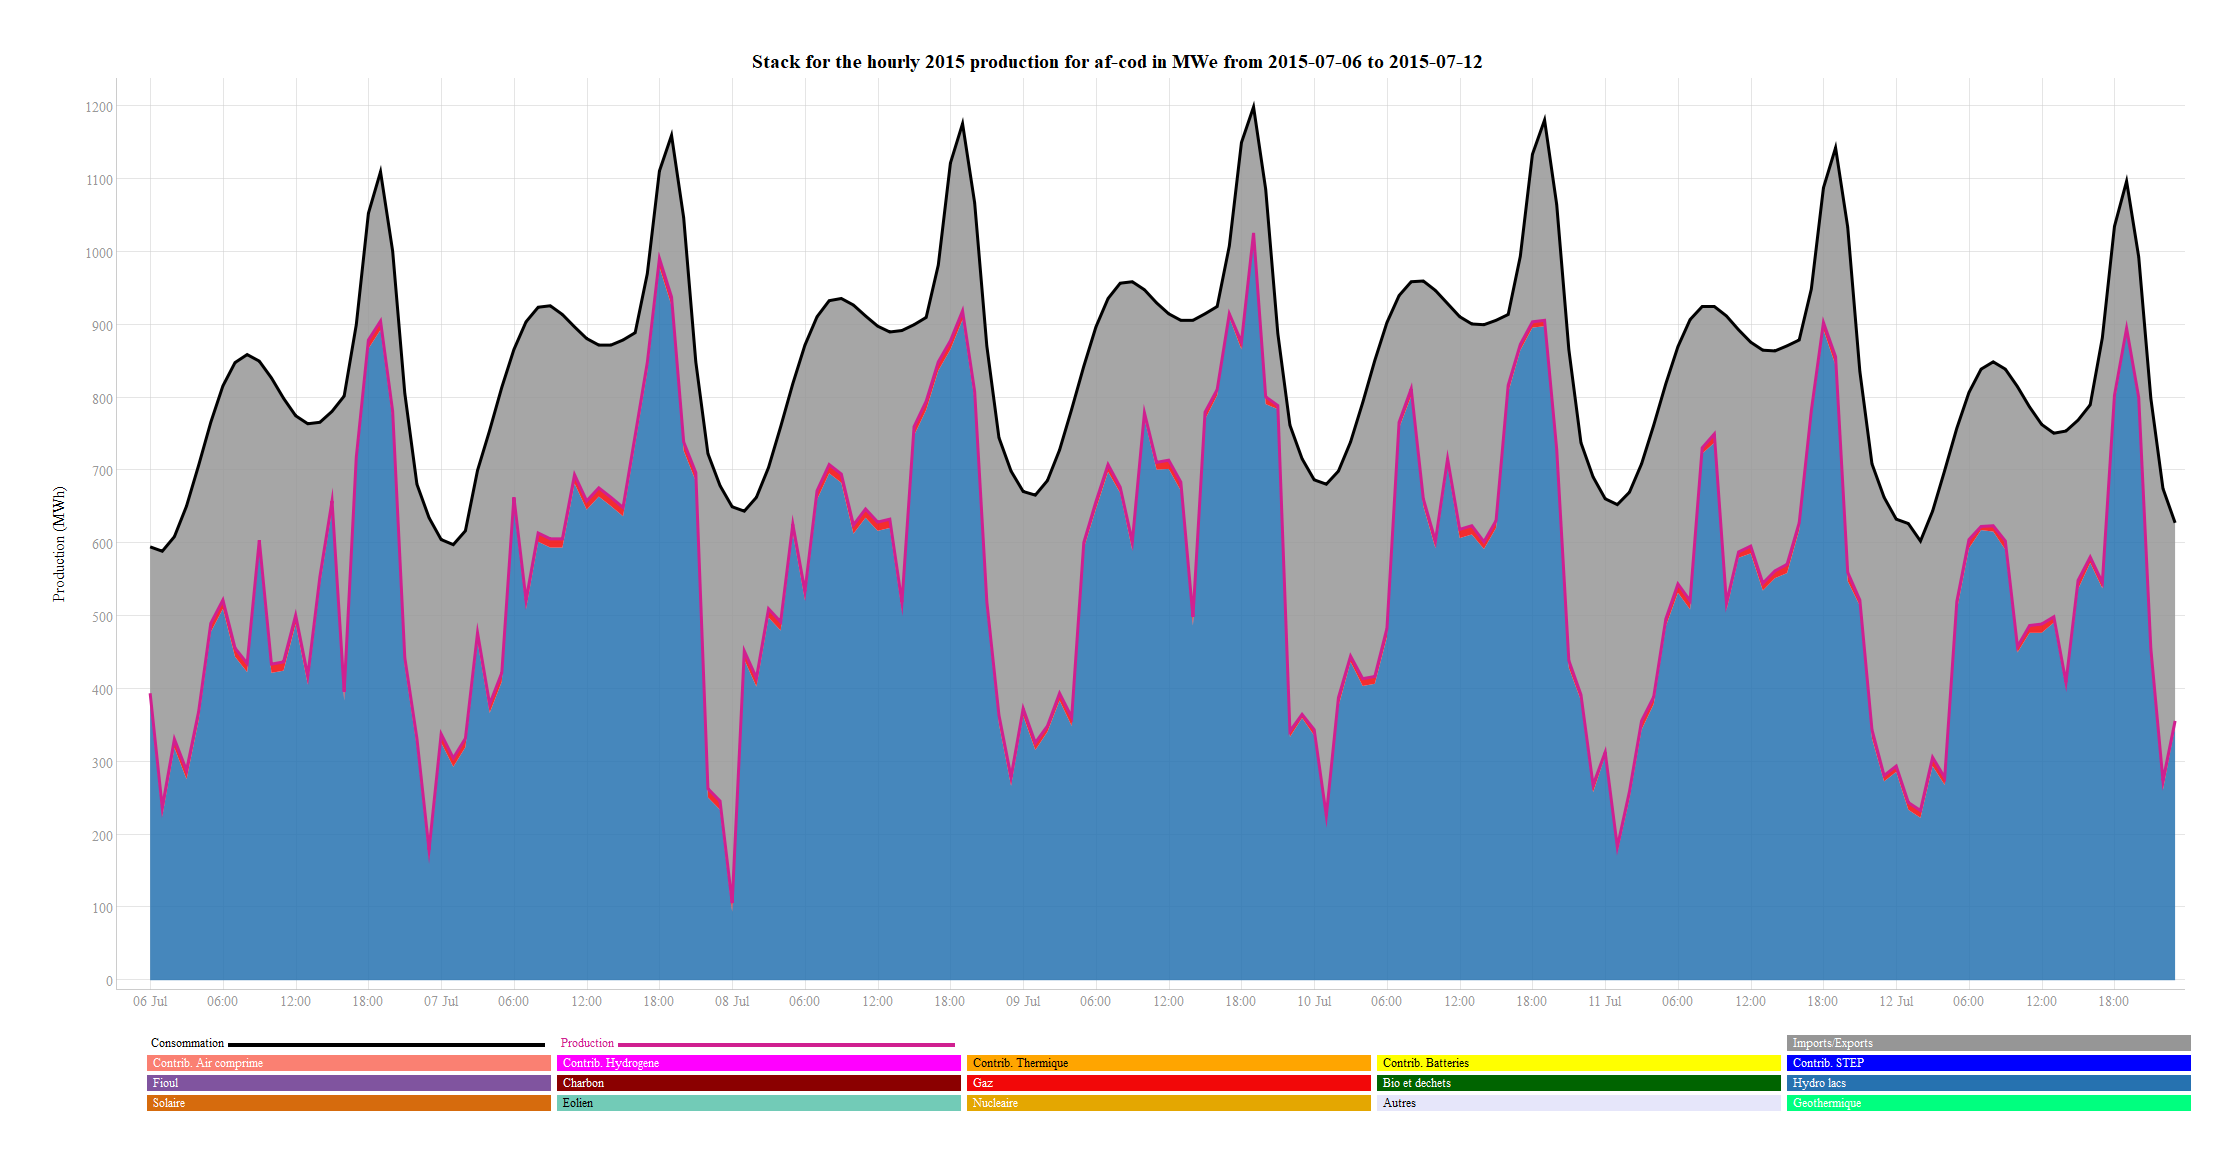 Stack for the hourly 2015 production for af-cod in MWe from 2015-07-06 to 2015-07-12
Production (MWh)
1200
1100
1000
900
800
700
600
500
400
300
200
100
0
06 Jul 06:00 12:00 18:00 07 Jul 06:00 12:00 18:00 08 Jul 06:00 12:00 18:00 09 Jul 06:00 12:00 18:00 10 Jul 06:00 12:00 18:00 11 Jul 06:00 12:00 18:00 12 Jul 06:00 12:00 18:00
Consommation Production Imports/Exports
Contrib. Air comprime Contrib. Hydrogene Contrib. Thermique Contrib. Batteries Contrib. STEP
Fioul Charbon Gaz Bio et dechets Hydro lacs
Solaire Eolien Nucleaire Autres Geothermique